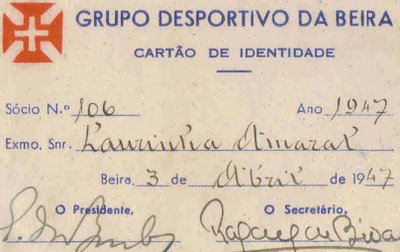 GRUPO DESPORTIVO DA BEIRA
CARTÃO DE IDENTIDADE
Sócio N.º 106 Ano 1947
Exmo. Snr. Laurinha Amaral
Beira, 3 de Abril de 1947
O Presidente, O Secretário,